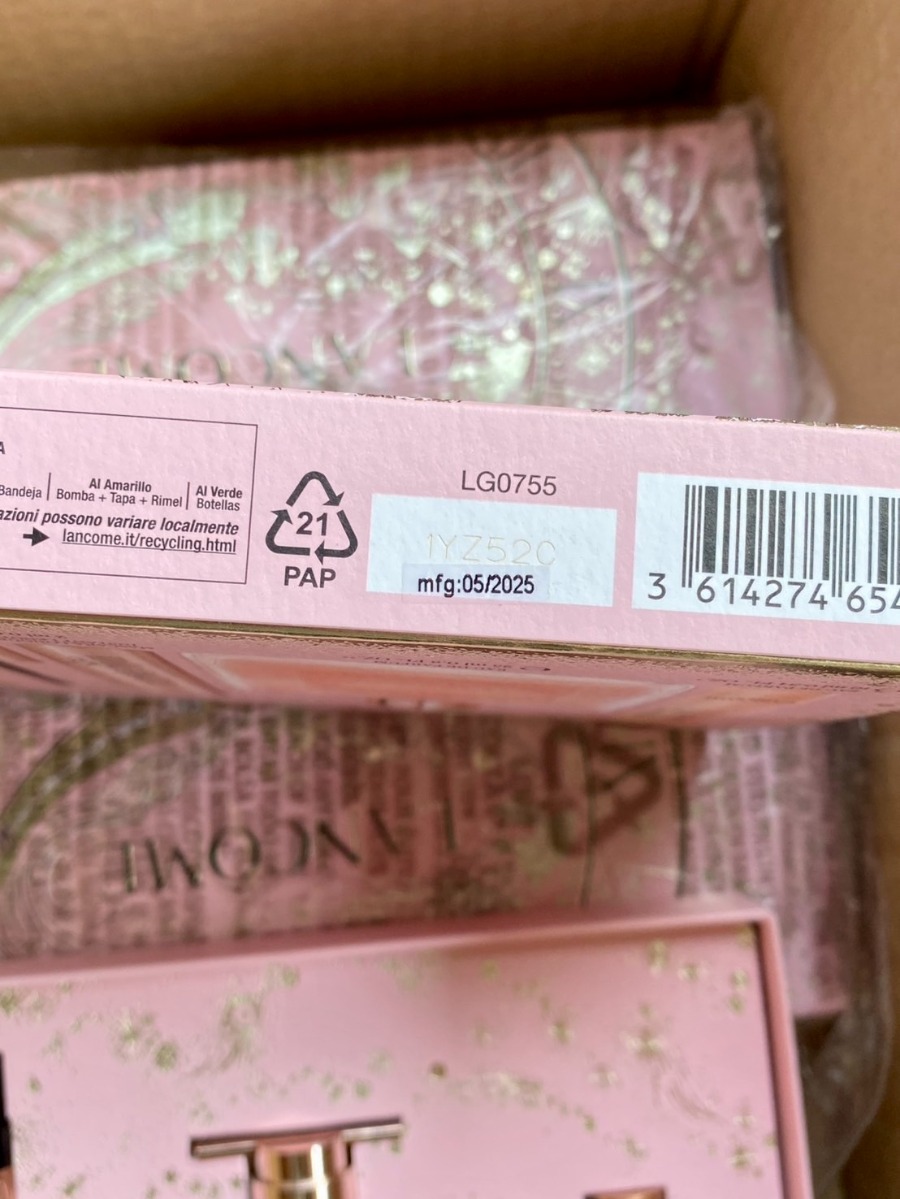 A
Bandeja | Al Amarillo
Bomba + Tapa + Rimel | Al Verde
Botellas
azioni possono variare localmente
lancome.it/recycling.html
21
PAP
LG0755
1YZ52C
mfg:05/2025
3 614274 654